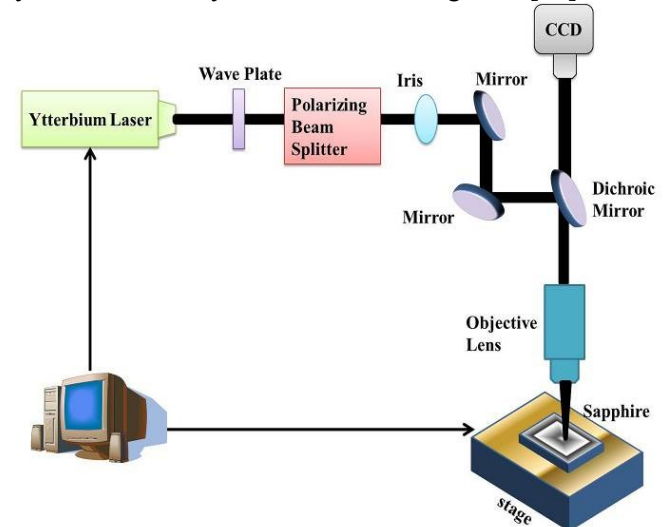 CCD
Wave Plate
Iris
Mirror
Ytterbium Laser
Polarizing
Beam
Splitter
Mirror
Dichroic
Mirror
Objective
Lens
Sapphire
stage